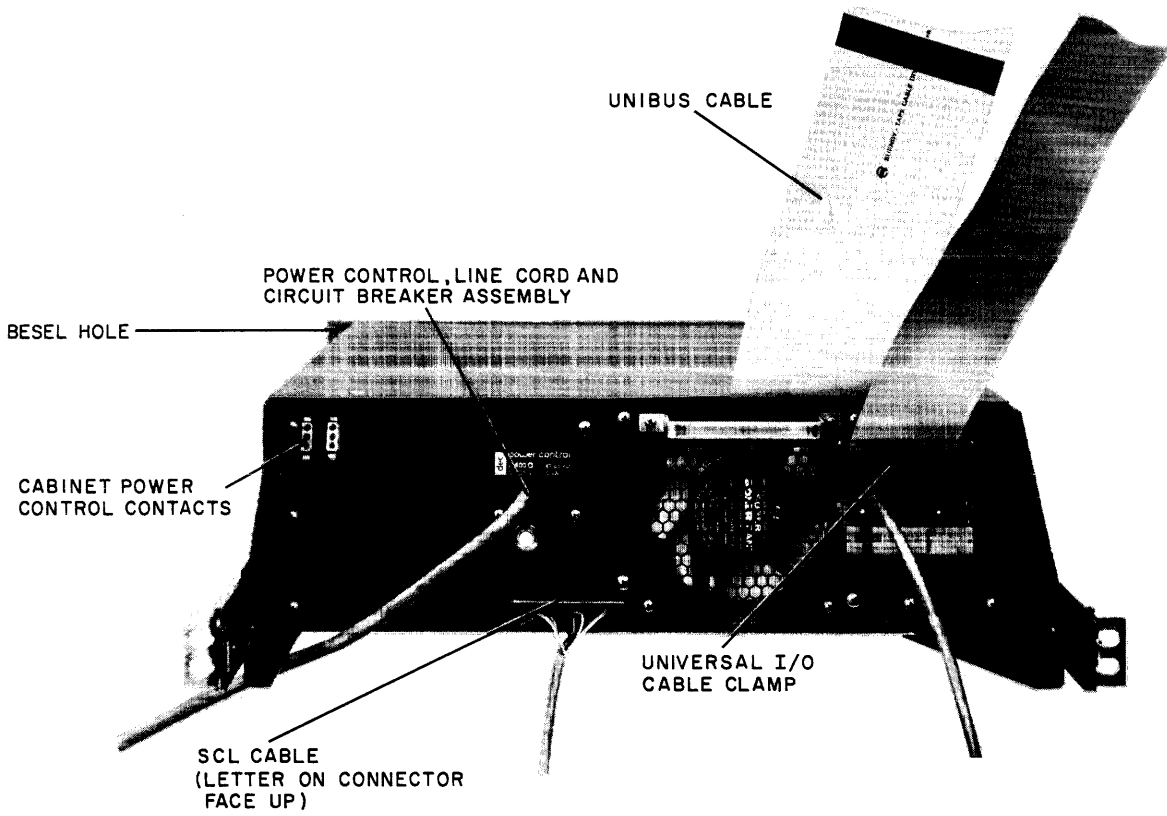 UNIBUS CABLE
POWER CONTROL, LINE CORD AND
CIRCUIT BREAKER ASSEMBLY
BESEL HOLE
dec
power control
CABINET POWER
CONTROL CONTACTS
UNIVERSAL I/O
CABLE CLAMP
SCL CABLE
(LETTER ON CONNECTOR
FACE UP)